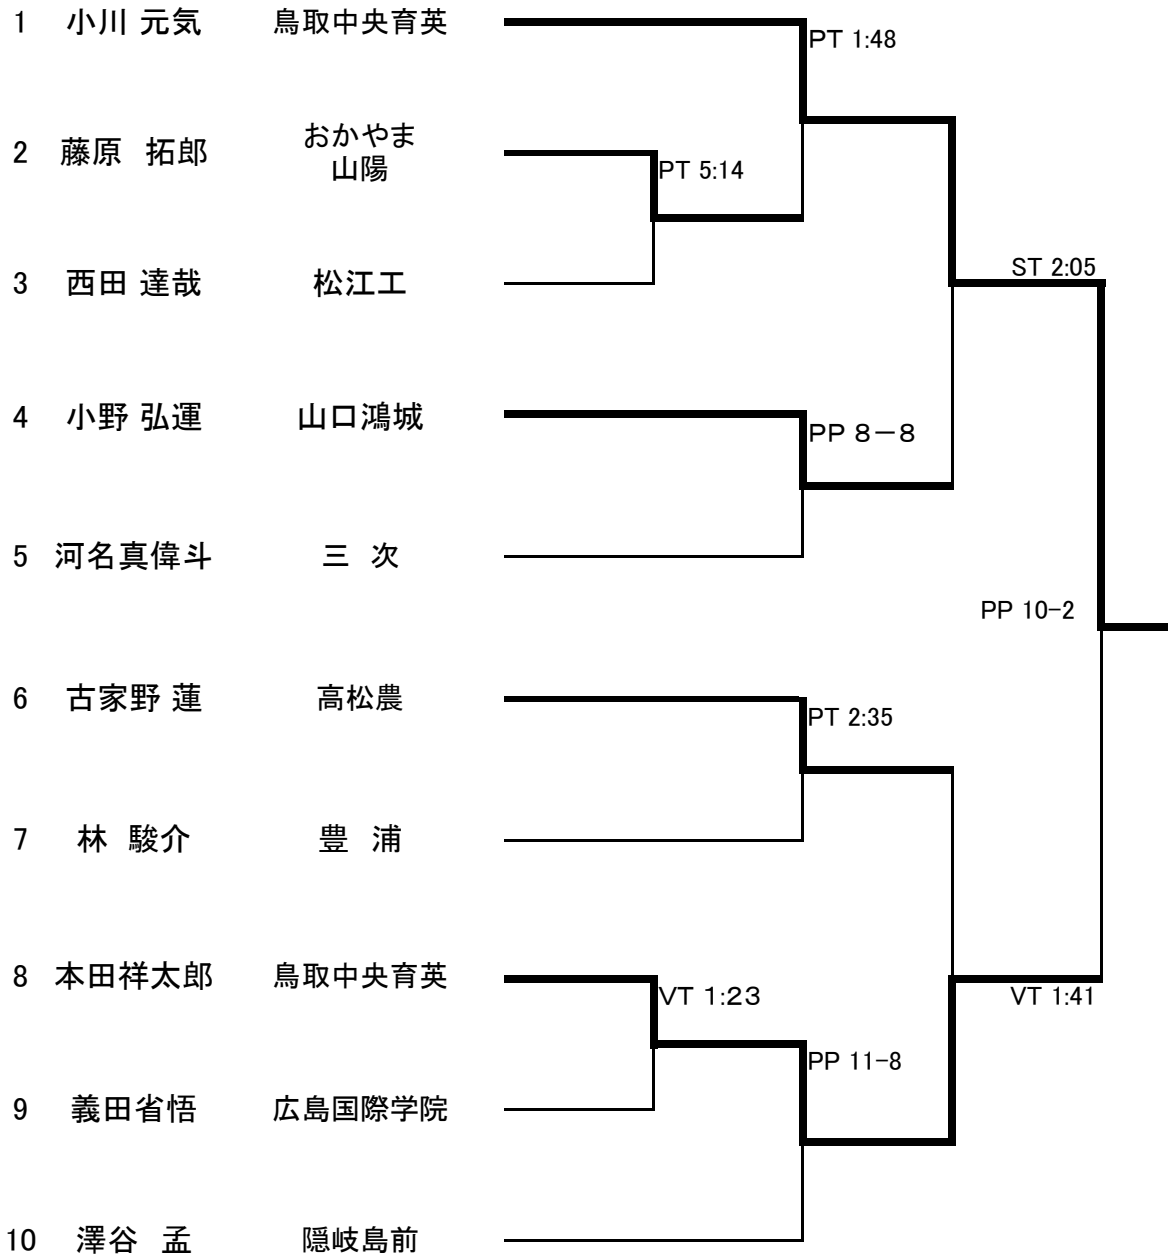 1 小川 元気 鳥取中央育英
PT 1:48
2 藤原 拓郎 おかやま
山陽
PT 5:14
3 西田 達哉 松江工
ST 2:05
4 小野 弘運 山口鴻城
PP 8－8
5 河名真偉斗 三 次
PP 10-2
6 古家野 蓮 高松農
PT 2:35
7 林 駿介 豊 浦
8 本田祥太郎 鳥取中央育英
VT 1:23
VT 1:41
PP 11-8
9 義田省悟 広島国際学院
10 澤谷 孟 隠岐島前